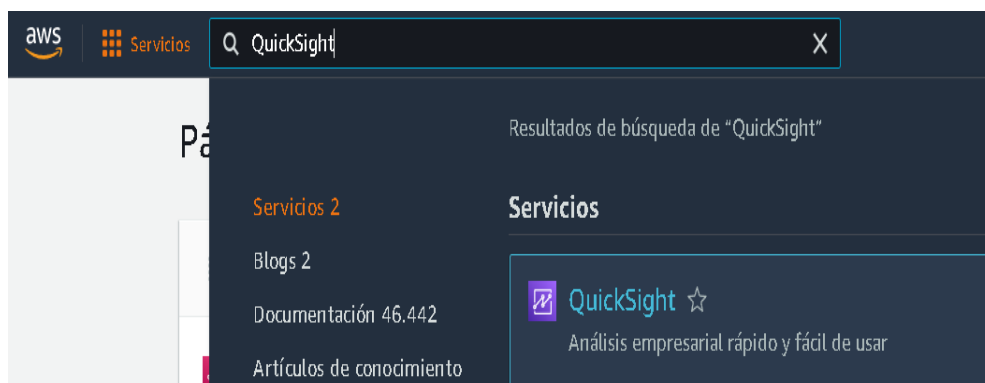 aws
Servicios
QuickSight
X
Pá
Resultados de búsqueda de “QuickSight”
Servicios 2
Blogs 2
Documentación 46.442
Artículos de conocimiento
Servicios
QuickSight
Análisis empresarial rápido y fácil de usar